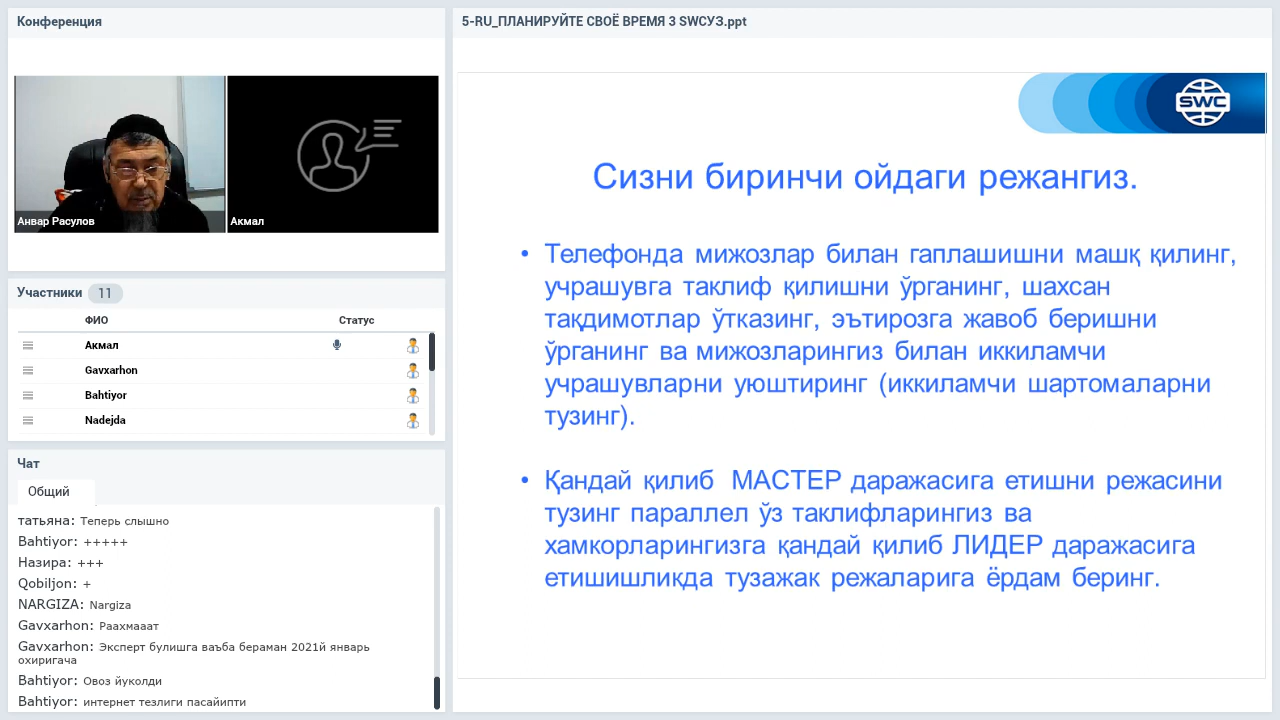 Конференция
Анвар Расулов
Акмал
Участники 11
ФИО Статус
Акмал
Gavxarhon
Bahtiyor
Nadejda
Чат
Общий
татьяна: Теперь слышно
Bahtiyor: +++++
Назира: +++
Qobiljon: +
NARGIZA: Nargiza
Gavxarhon: Раахмааат
Gavxarhon: Эксперт булишга ваъба бераман 2021й январь
охиригача
Bahtiyor: Овоз йуколди
Bahtiyor: интернет тезлиги пасайипти
5-RU_ПЛАНИРУЙТЕ СВОЁ ВРЕМЯ 3 SWCУЗ.ppt
SWC
Сизни биринчи ойдаги режангиз.
• Телефонда мижозлар билан гаплашишни машқ қилинг,
учрашувга таклиф қилишни ўрганинг, шахсан
тақдимотлар ўтказинг, эътирозга жавоб беришни
ўрганинг ва мижозларингиз билан иккиламчи
учрашувларни уюштиринг (иккиламчи шартомаларни
тузинг).
• Қандай қилиб МАСТЕР даражасига етишни режасини
тузинг параллел ўз таклифларингиз ва
хамкорларингизга қандай қилиб ЛИДЕР даражасига
етишишликда тузажак режаларига ёрдам беринг.